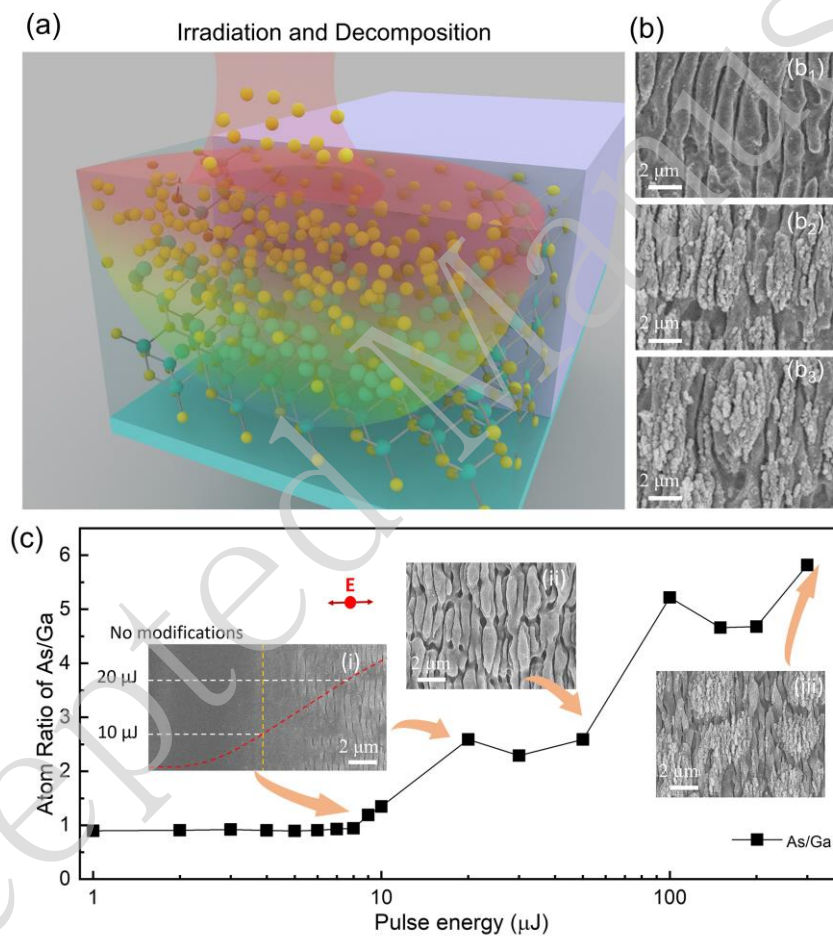 (a)
Irradiation and Decomposition
(b)
(b1)
2 μm
(b2)
2 μm
(b3)
2 μm
(c)
Atom Ratio of As/Ga
6
5
4
3
2
1
0
E
No modifications
20 μJ
10 μJ
(i)
2 μm
(ii)
2 μm
(iii)
2 μm
As/Ga
1
10
100
Pulse energy (μJ)